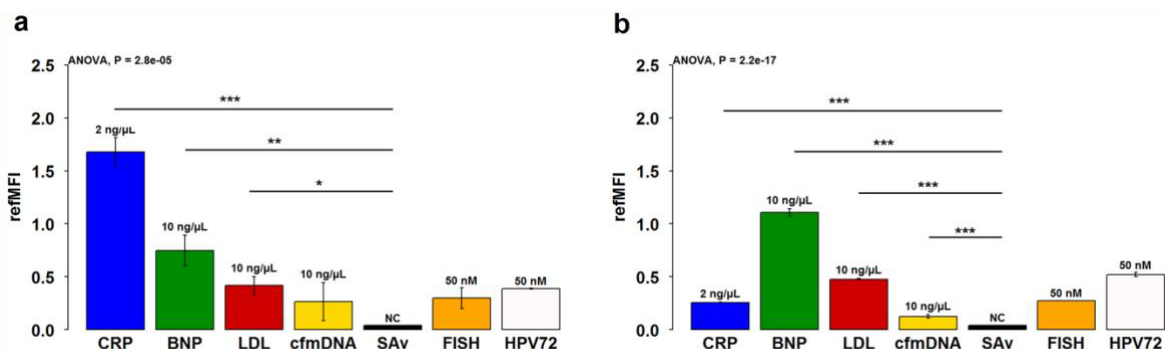 a
ANOVA, P = 2.8e-05
refMFI
2.5
2.0
1.5
1.0
0.5
0.0
***
**
*
2 ng/μL
10 ng/μL
10 ng/μL
10 ng/μL
NC
50 nM
50 nM
CRP BNP LDL cfmDNA SAv FISH HPV72
b
ANOVA, P = 2.2e-17
refMFI
2.5
2.0
1.5
1.0
0.5
0.0
***
***
***
***
2 ng/μL
10 ng/μL
10 ng/μL
10 ng/μL
NC
50 nM
50 nM
CRP BNP LDL cfmDNA SAv FISH HPV72